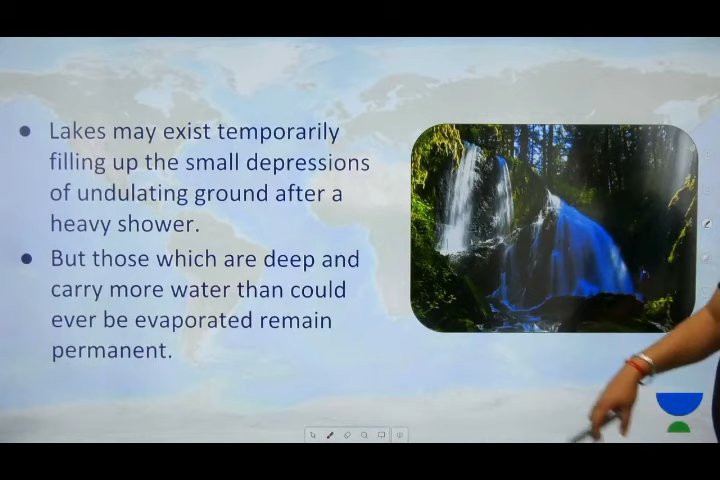 ● Lakes may exist temporarily
filling up the small depressions
of undulating ground after a
heavy shower.
● But those which are deep and
carry more water than could
ever be evaporated remain
permanent.